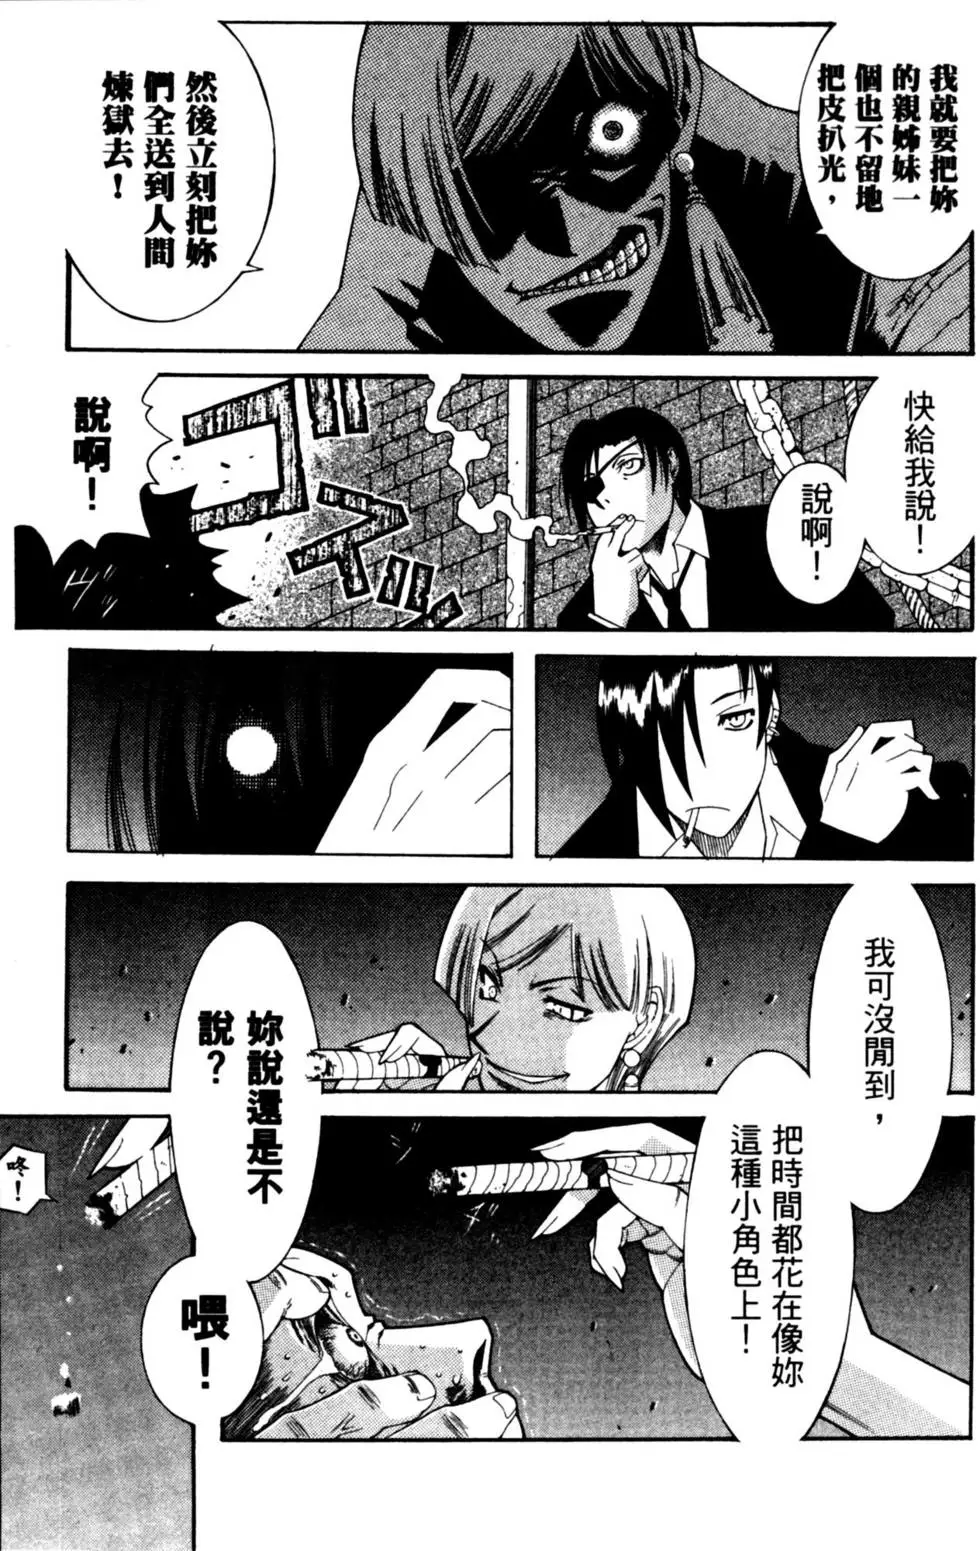 我就要把妳
的親姊妹一
個也不留地
把皮扒光，
然後立刻把妳
們全送到人間
煉獄去！
快給我說！
說啊！
說啊！
我可沒閒到，
把時間都花在像妳
這種小角色上！
妳說還是不
說？
喂！
咚！